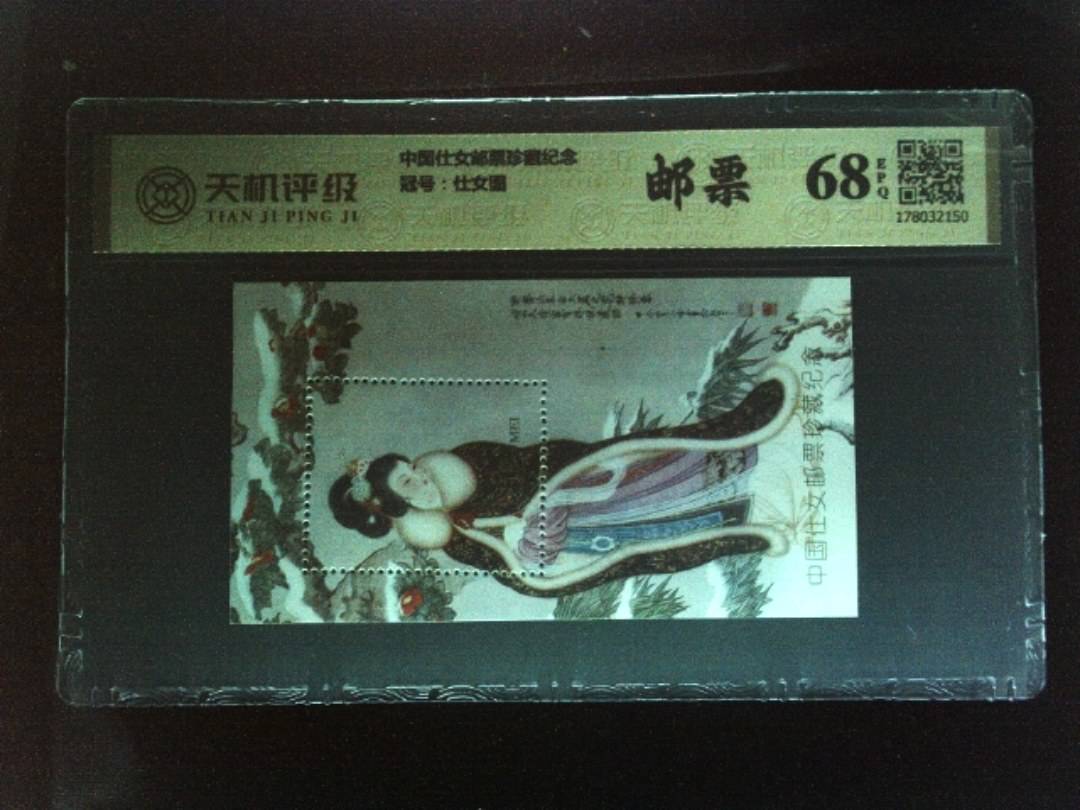 天机评级
TIAN JI PING JI
中国仕女邮票珍藏纪念
冠号：仕女图
邮票
68
EPQ
178032150
MEI
中国仕女邮票珍藏纪念